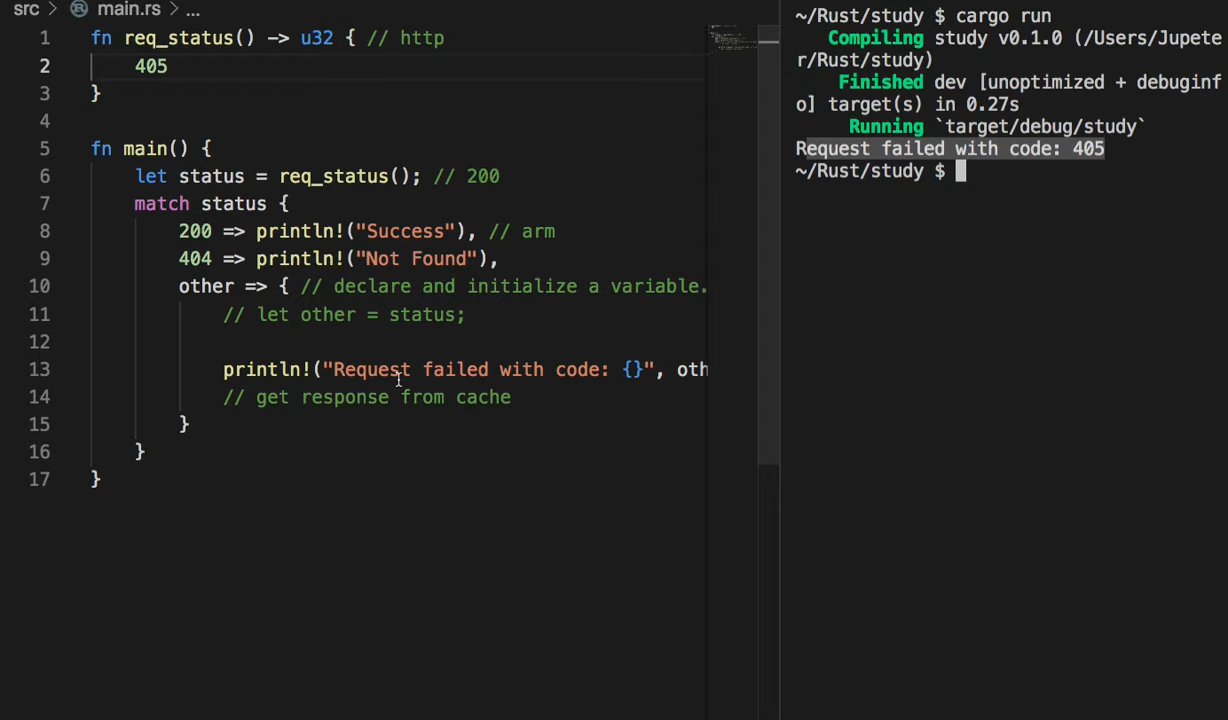 src > main.rs > ...
1 fn req_status() -> u32 { // http
2 405
3 }
4
5 fn main() {
6 let status = req_status(); // 200
7 match status {
8 200 => println!("Success"), // arm
9 404 => println!("Not Found"),
10 other => { // declare and initialize a variable.
11 // let other = status;
12
13 println!("Request failed with code: {}", oth
14 // get response from cache
15 }
16 }
17 }
~/Rust/study $ cargo run
Compiling study v0.1.0 (/Users/Jupete
r/Rust/study)
Finished dev [unoptimized + debuginf
o] target(s) in 0.27s
Running `target/debug/study`
Request failed with code: 405
~/Rust/study $